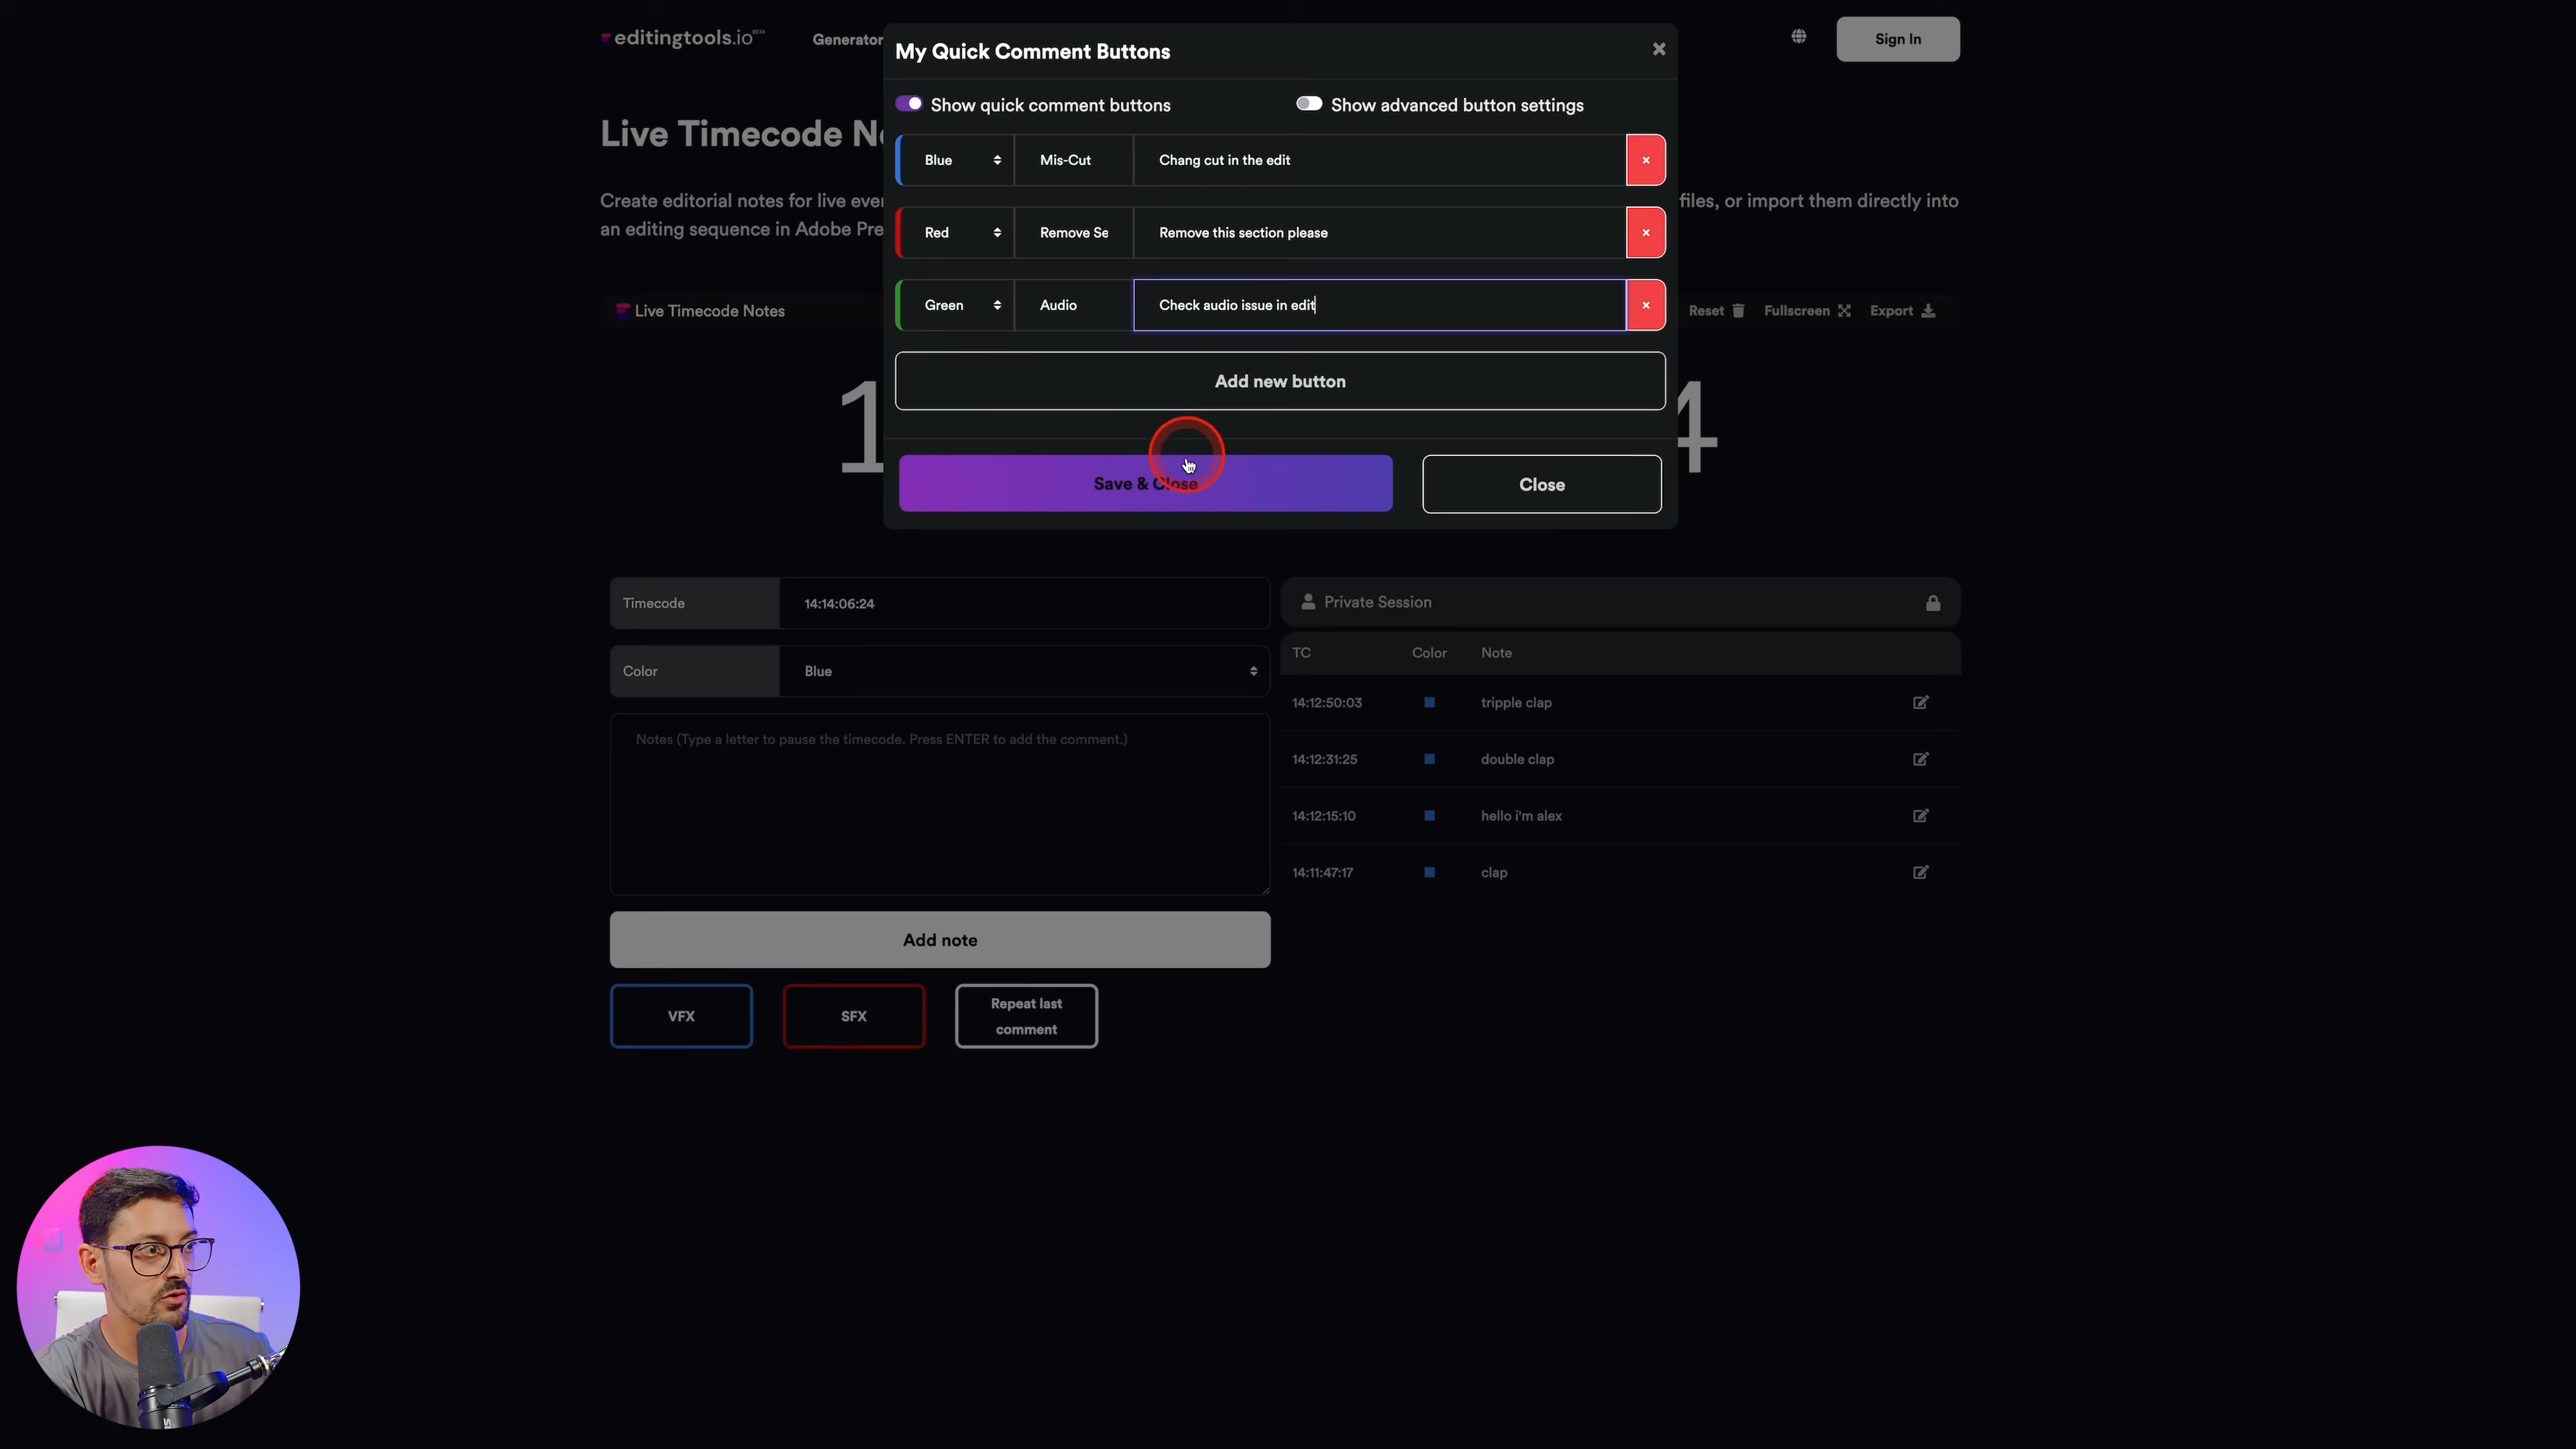 editingtools.io BETA
Generator
Sign In
My Quick Comment Buttons
Show quick comment buttons
Show advanced button settings
Blue
Mis-Cut
Chang cut in the edit
Red
Remove Se
Remove this section please
Green
Audio
Check audio issue in edit
Add new button
Save & Close
Close
Live Timecode No
Create editorial notes for live ever
files, or import them directly into
an editing sequence in Adobe Pre
Live Timecode Notes
Reset
Fullscreen
Export
1
4
Timecode
14:14:06:24
Color
Blue
Notes (Type a letter to pause the timecode. Press ENTER to add the comment.)
Add note
VFX
SFX
Repeat last
comment
Private Session
TC
Color
Note
14:12:50:03
tripple clap
14:12:31:25
double clap
14:12:15:10
hello i'm alex
14:11:47:17
clap